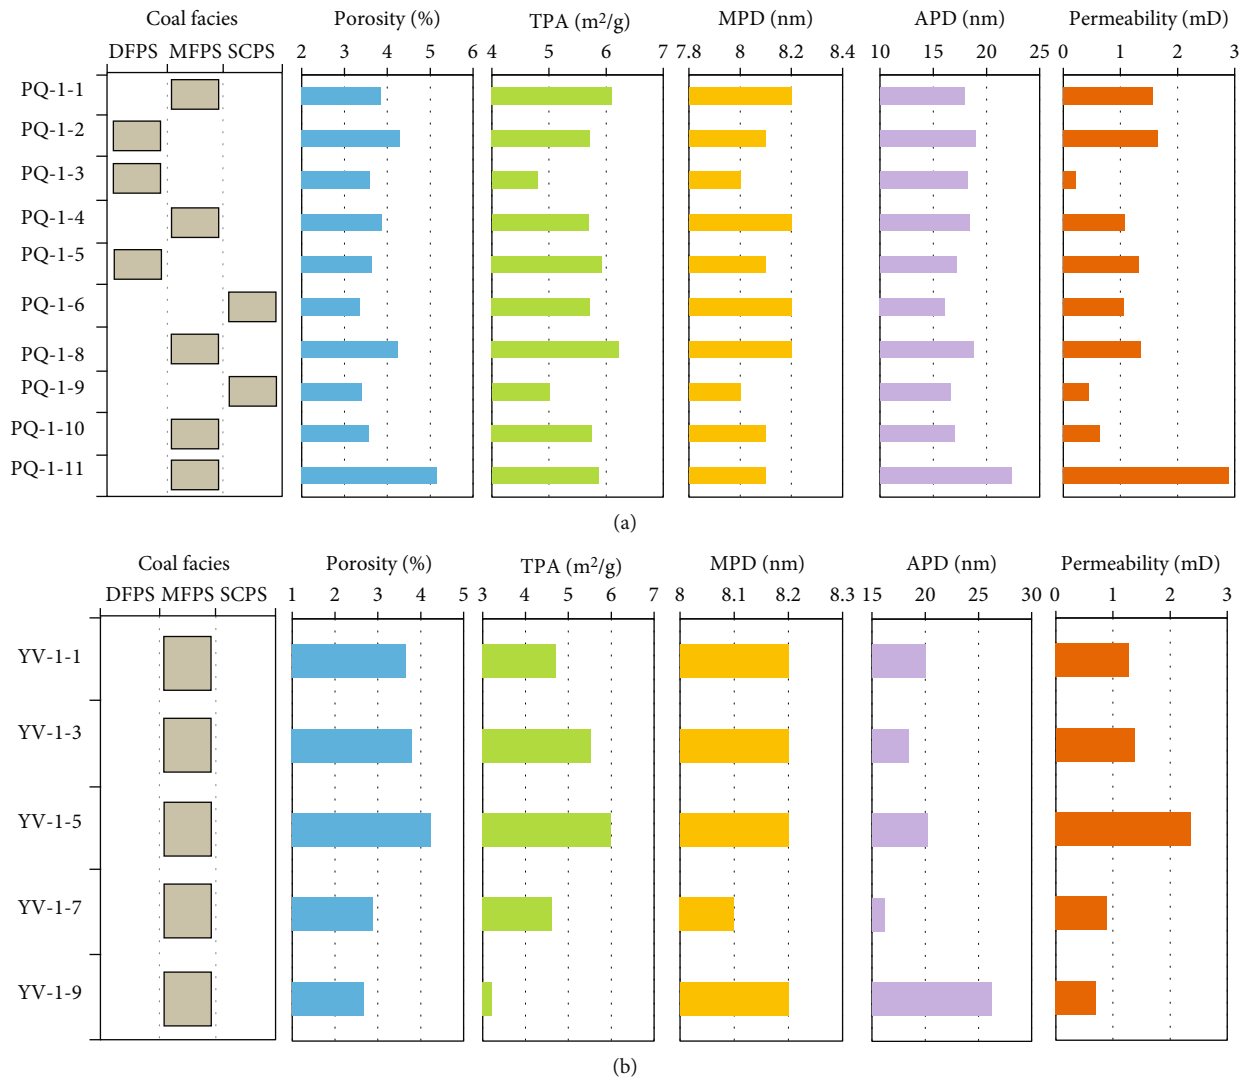 Coal facies Porosity (%) TPA (m²/g) MPD (nm) APD (nm) Permeability (mD)
DFPS MFPS SCPS 2 3 4 5 6 4 5 6 7 7.8 8 8.2 8.4 10 15 20 25 0 1 2 3
PQ-1-1
PQ-1-2
PQ-1-3
PQ-1-4
PQ-1-5
PQ-1-6
PQ-1-8
PQ-1-9
PQ-1-10
PQ-1-11
(a)
Coal facies Porosity (%) TPA (m²/g) MPD (nm) APD (nm) Permeability (mD)
DFPS MFPS SCPS 1 2 3 4 5 3 4 5 6 7 8 8.1 8.2 8.3 15 20 25 30 0 1 2 3
YV-1-1
YV-1-3
YV-1-5
YV-1-7
YV-1-9
(b)